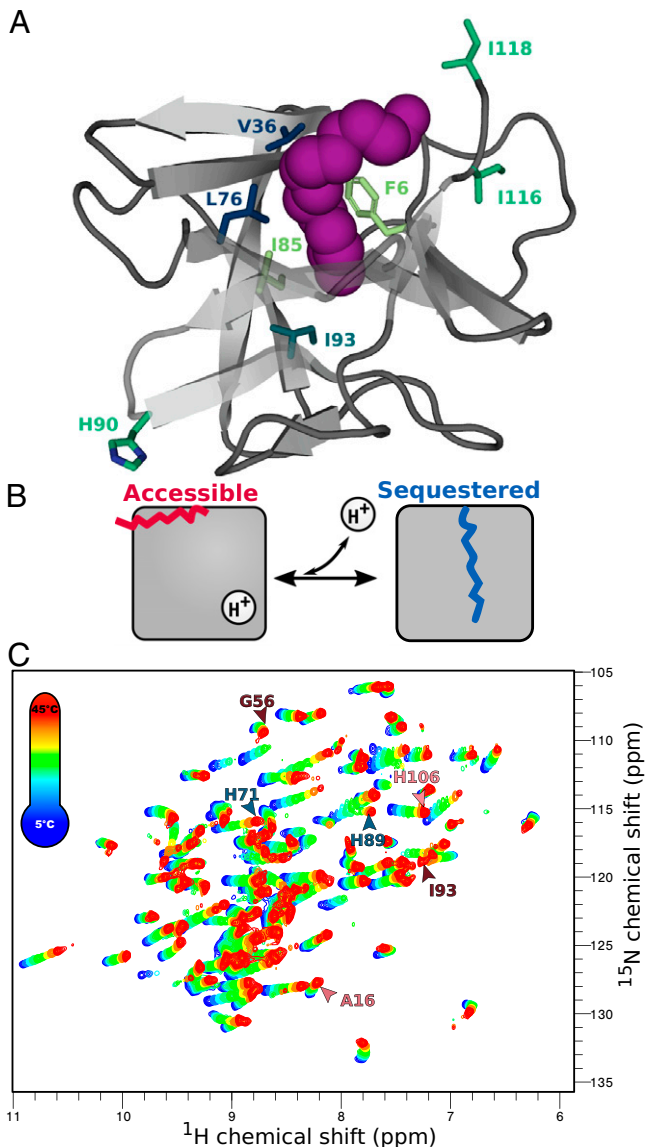 A
I118
V36
F6
I116
L76
I85
I93
H90
B
Accessible
Sequestered
H+
H+
C
45°C
5°C
G56
H106
H71
H89
I93
A16
105
110
115
120
125
130
135
15N chemical shift (ppm)
11
10
9
8
7
6
1H chemical shift (ppm)